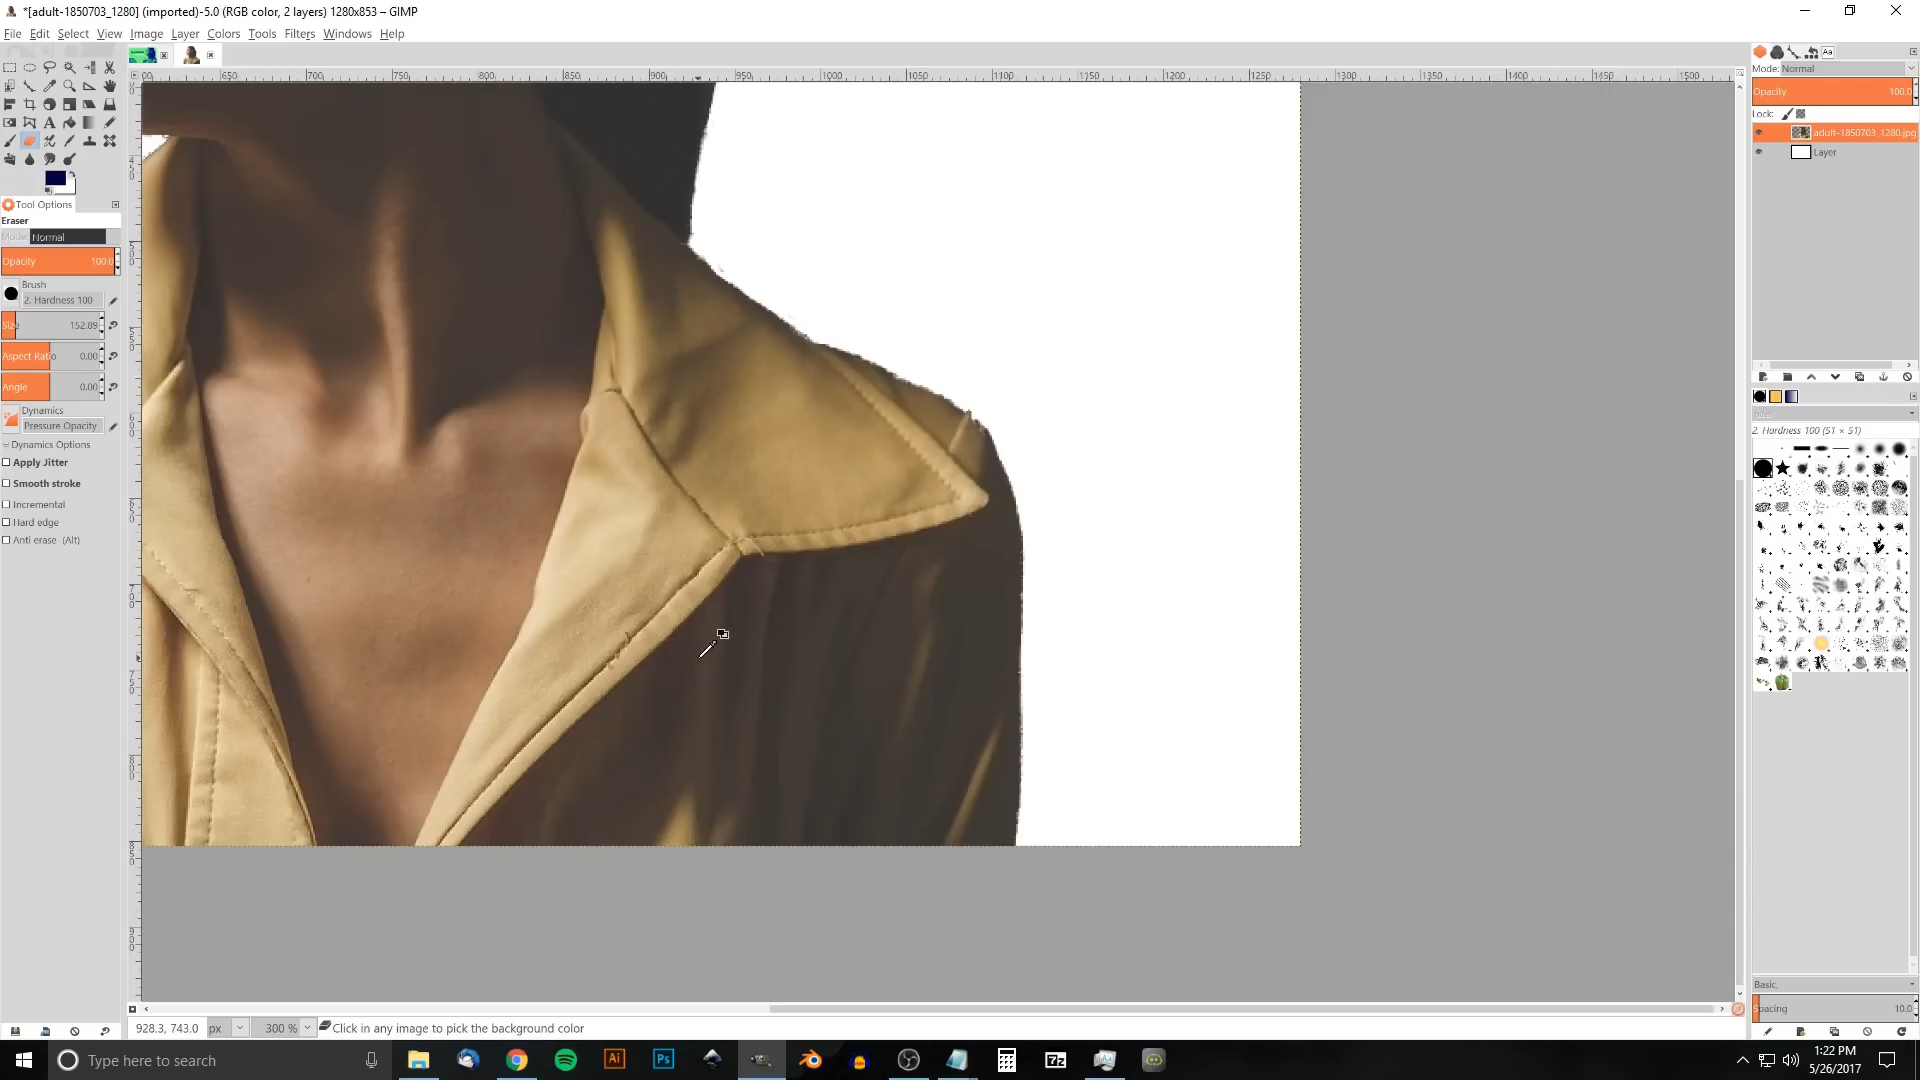 *[adult-1850703_1280] (imported)-5.0 (RGB color, 2 layers) 1280x853 – GIMP
File Edit Select View Image Layer Colors Tools Filters Windows Help
650 700 750 800 850 900 950 1000 1050 1100 1150 1200 1250 1300 1350 1400 1450 1500
Mode: Normal
Opacity 100.0
Lock:
adult-1850703_1280.jpg
Layer
Tool Options
Eraser
Mode: Normal
Opacity 100.0
Brush
2. Hardness 100
Size 152.89
Aspect Ratio 0.00
Angle 0.00
Dynamics
Pressure Opacity
Dynamics Options
Apply Jitter
Smooth stroke
Incremental
Hard edge
Anti erase (Alt)
filter
2. Hardness 100 (51 × 51)
Basic,
Spacing 10.0
928.3, 743.0 px 300 % Click in any image to pick the background color
Type here to search
Ai
Ps
7z
1:22 PM
5/26/2017